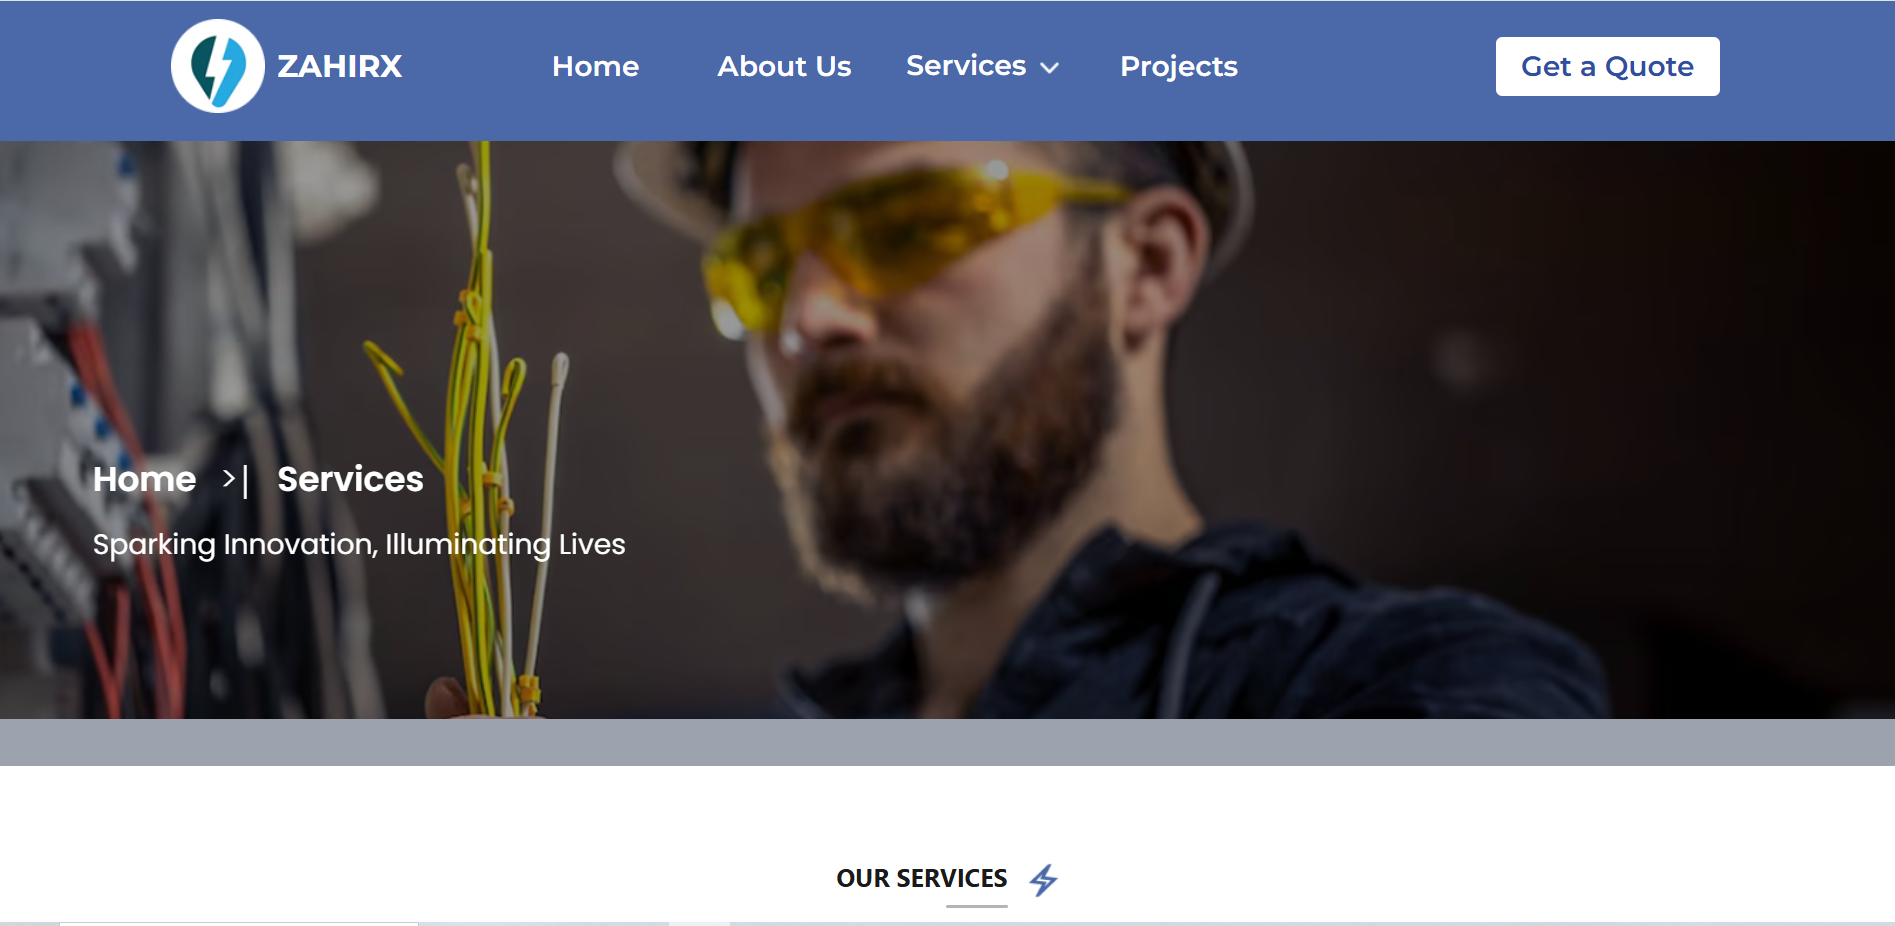 ZAHIRX Home About Us Services Projects Get a Quote
Home >| Services
Sparking Innovation, Illuminating Lives
OUR SERVICES